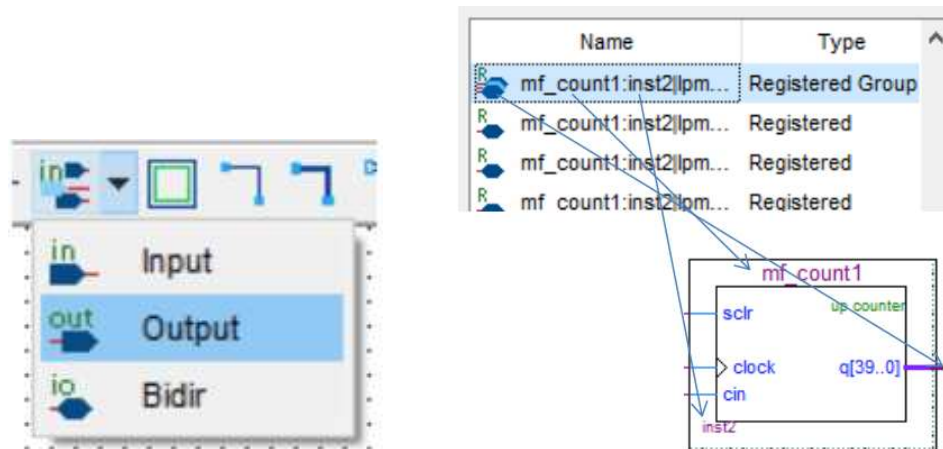 in
in Input
out Output
io Bidir
Name Type
R mf_count1:inst2|lpm... Registered Group
R mf_count1:inst2|lpm... Registered
R mf_count1:inst2|lpm... Registered
R mf_count1:inst2|lpm... Registered
mf_count1
sclr up counter
clock q[39..0]
cin
inst2